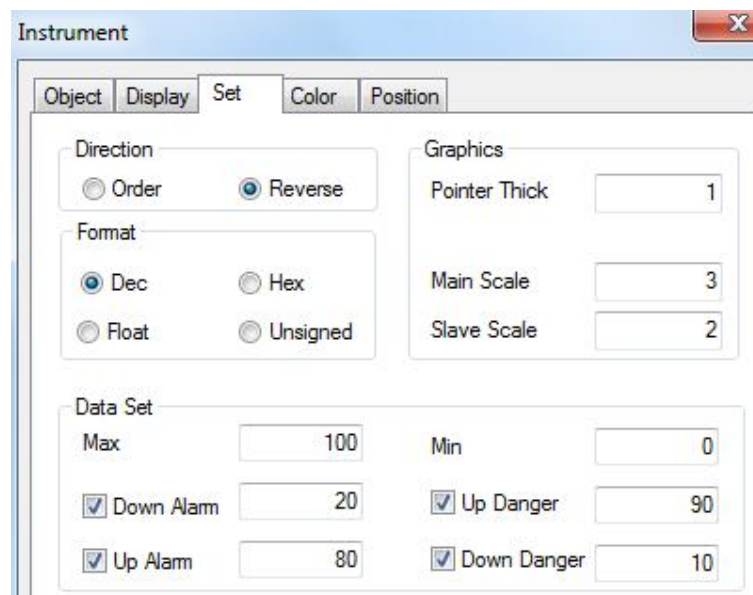 Instrument
X
Object Display Set Color Position
Direction
Order Reverse
Format
Dec Hex
Float Unsigned
Graphics
Pointer Thick 1
Main Scale 3
Slave Scale 2
Data Set
Max 100 Min 0
Down Alarm 20 Up Danger 90
Up Alarm 80 Down Danger 10